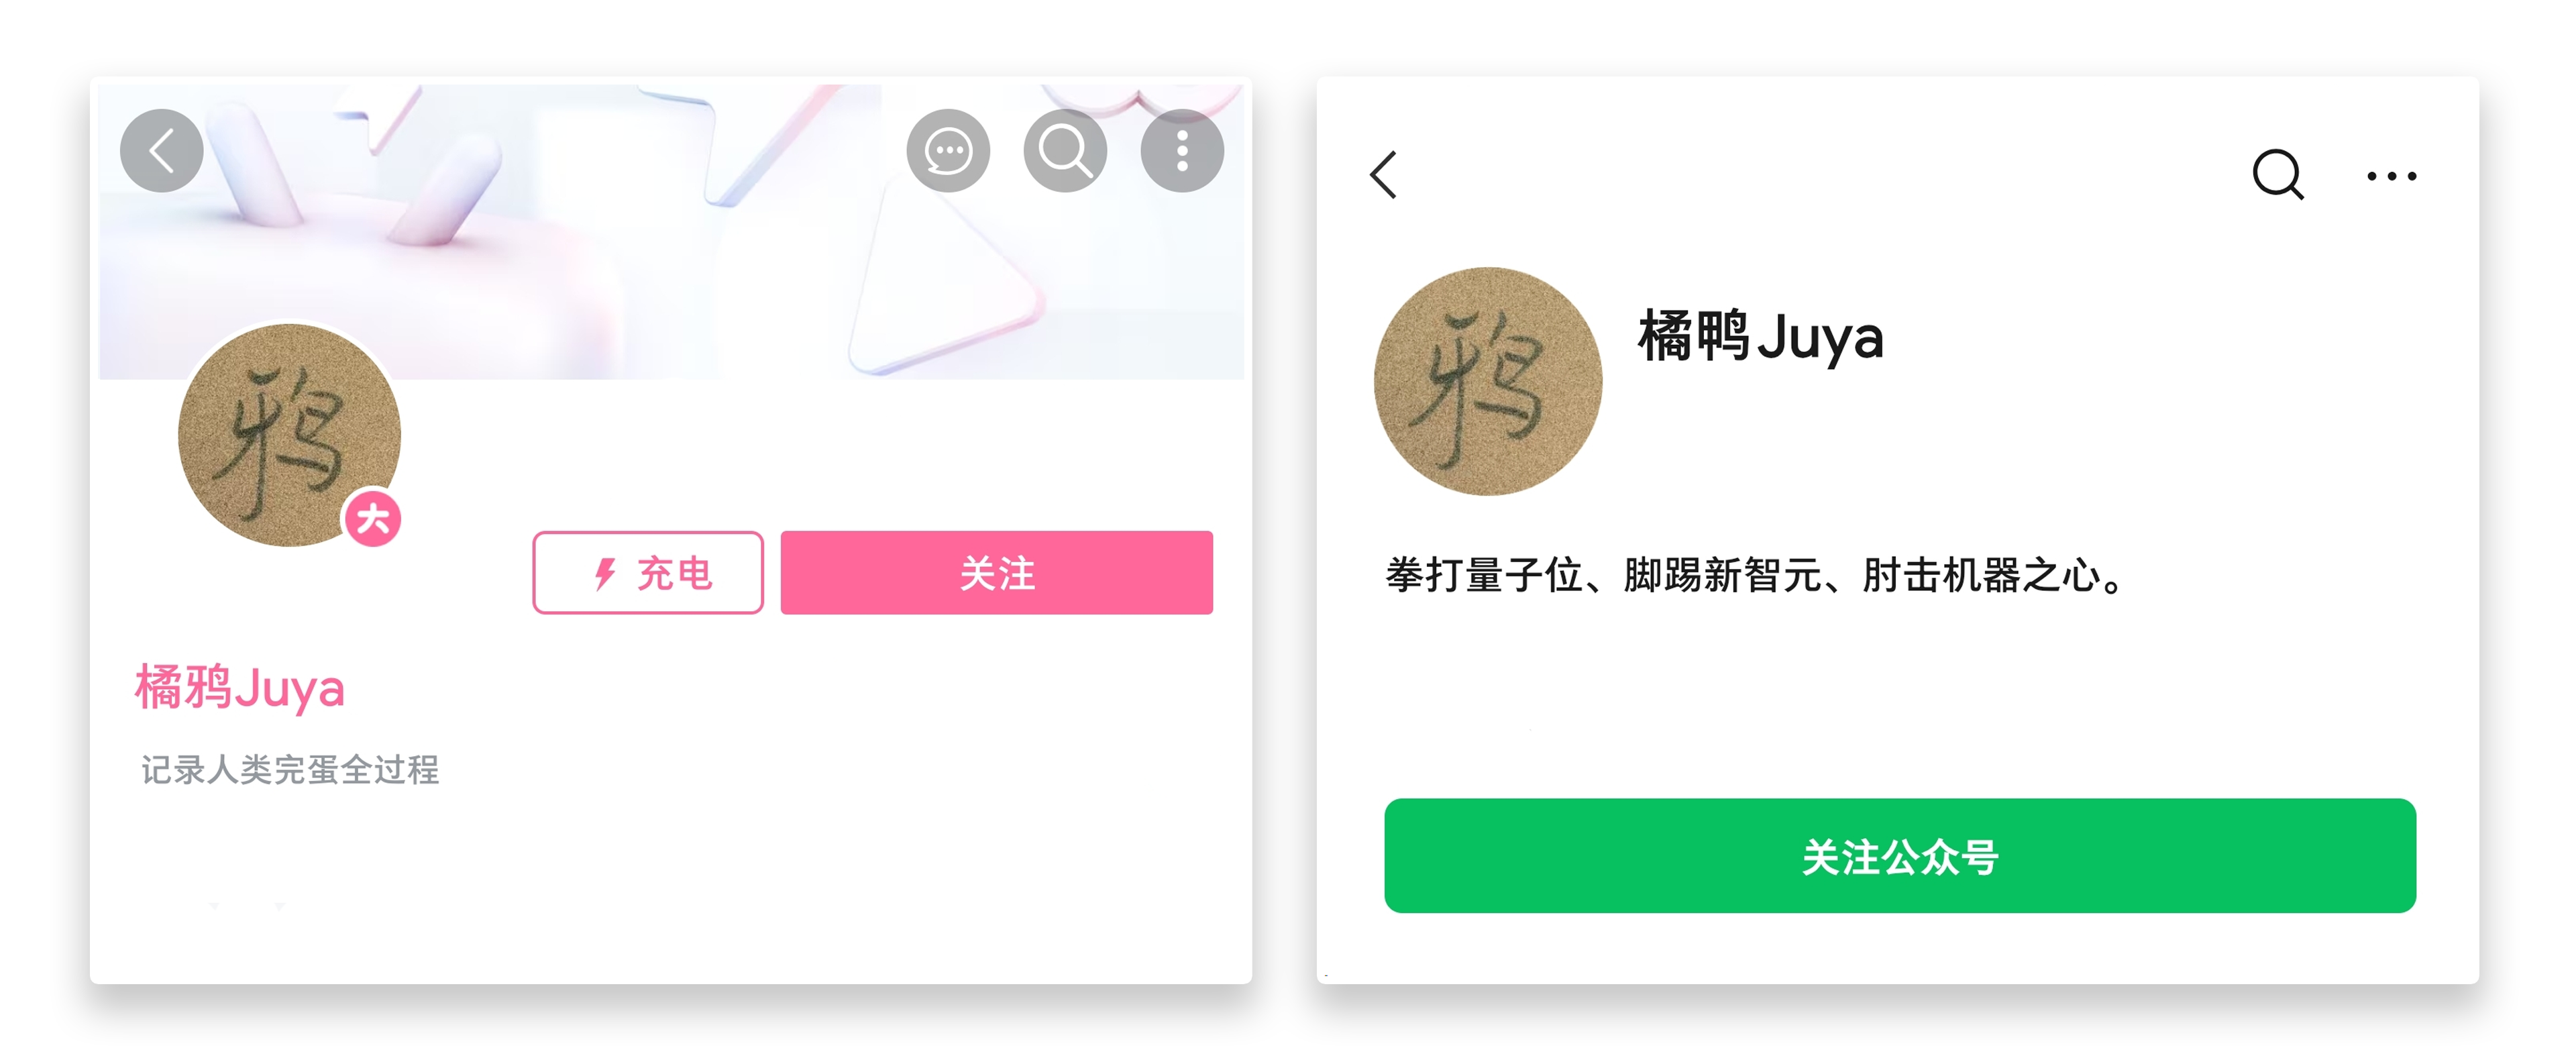 鸦
大
充电
关注
橘鸦Juya
记录人类完蛋全过程
鸦
橘鸭Juya
拳打量子位、脚踢新智元、肘击机器之心。
关注公众号